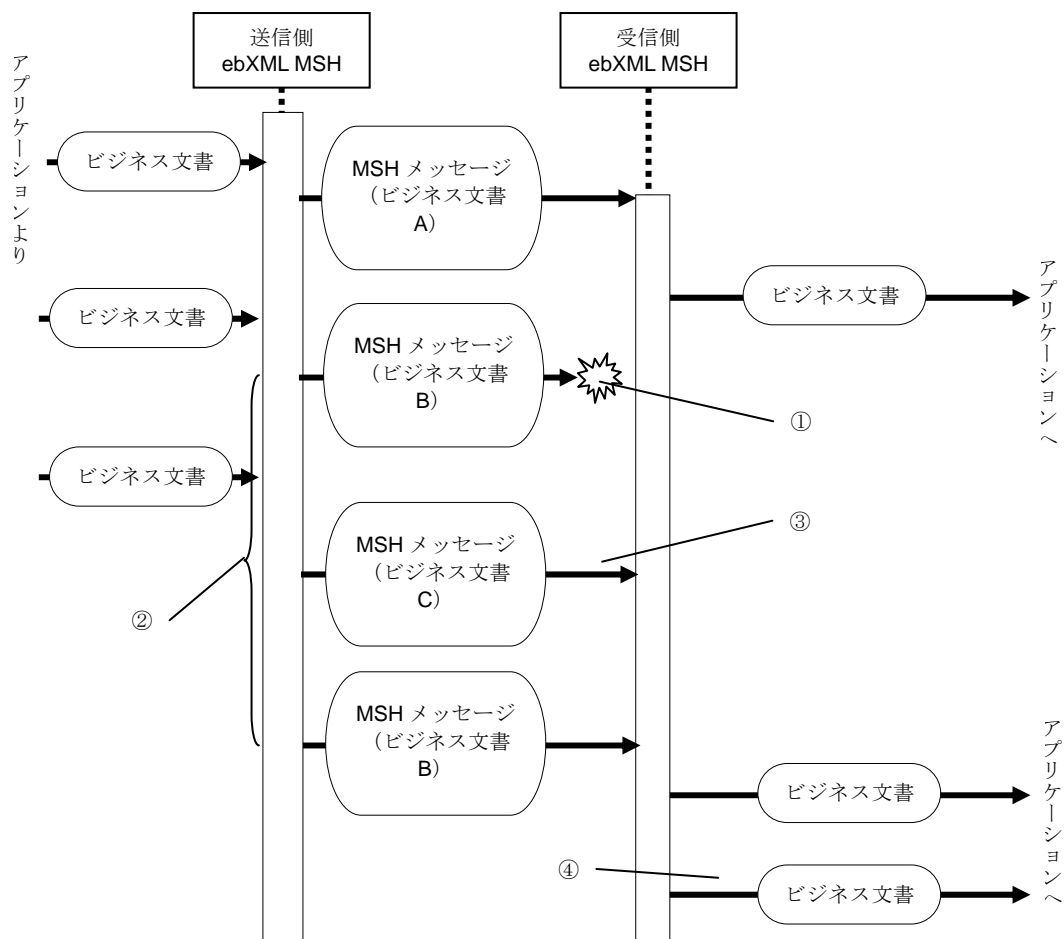 送信側
ebXML MSH
受信側
ebXML MSH
アプリケーションより
ビジネス文書
MSH メッセージ
（ビジネス文書
A）
ビジネス文書
アプリケーションへ
ビジネス文書
MSH メッセージ
（ビジネス文書
B）
①
ビジネス文書
③
MSH メッセージ
（ビジネス文書
C）
②
MSH メッセージ
（ビジネス文書
B）
ビジネス文書
アプリケーションへ
④
ビジネス文書